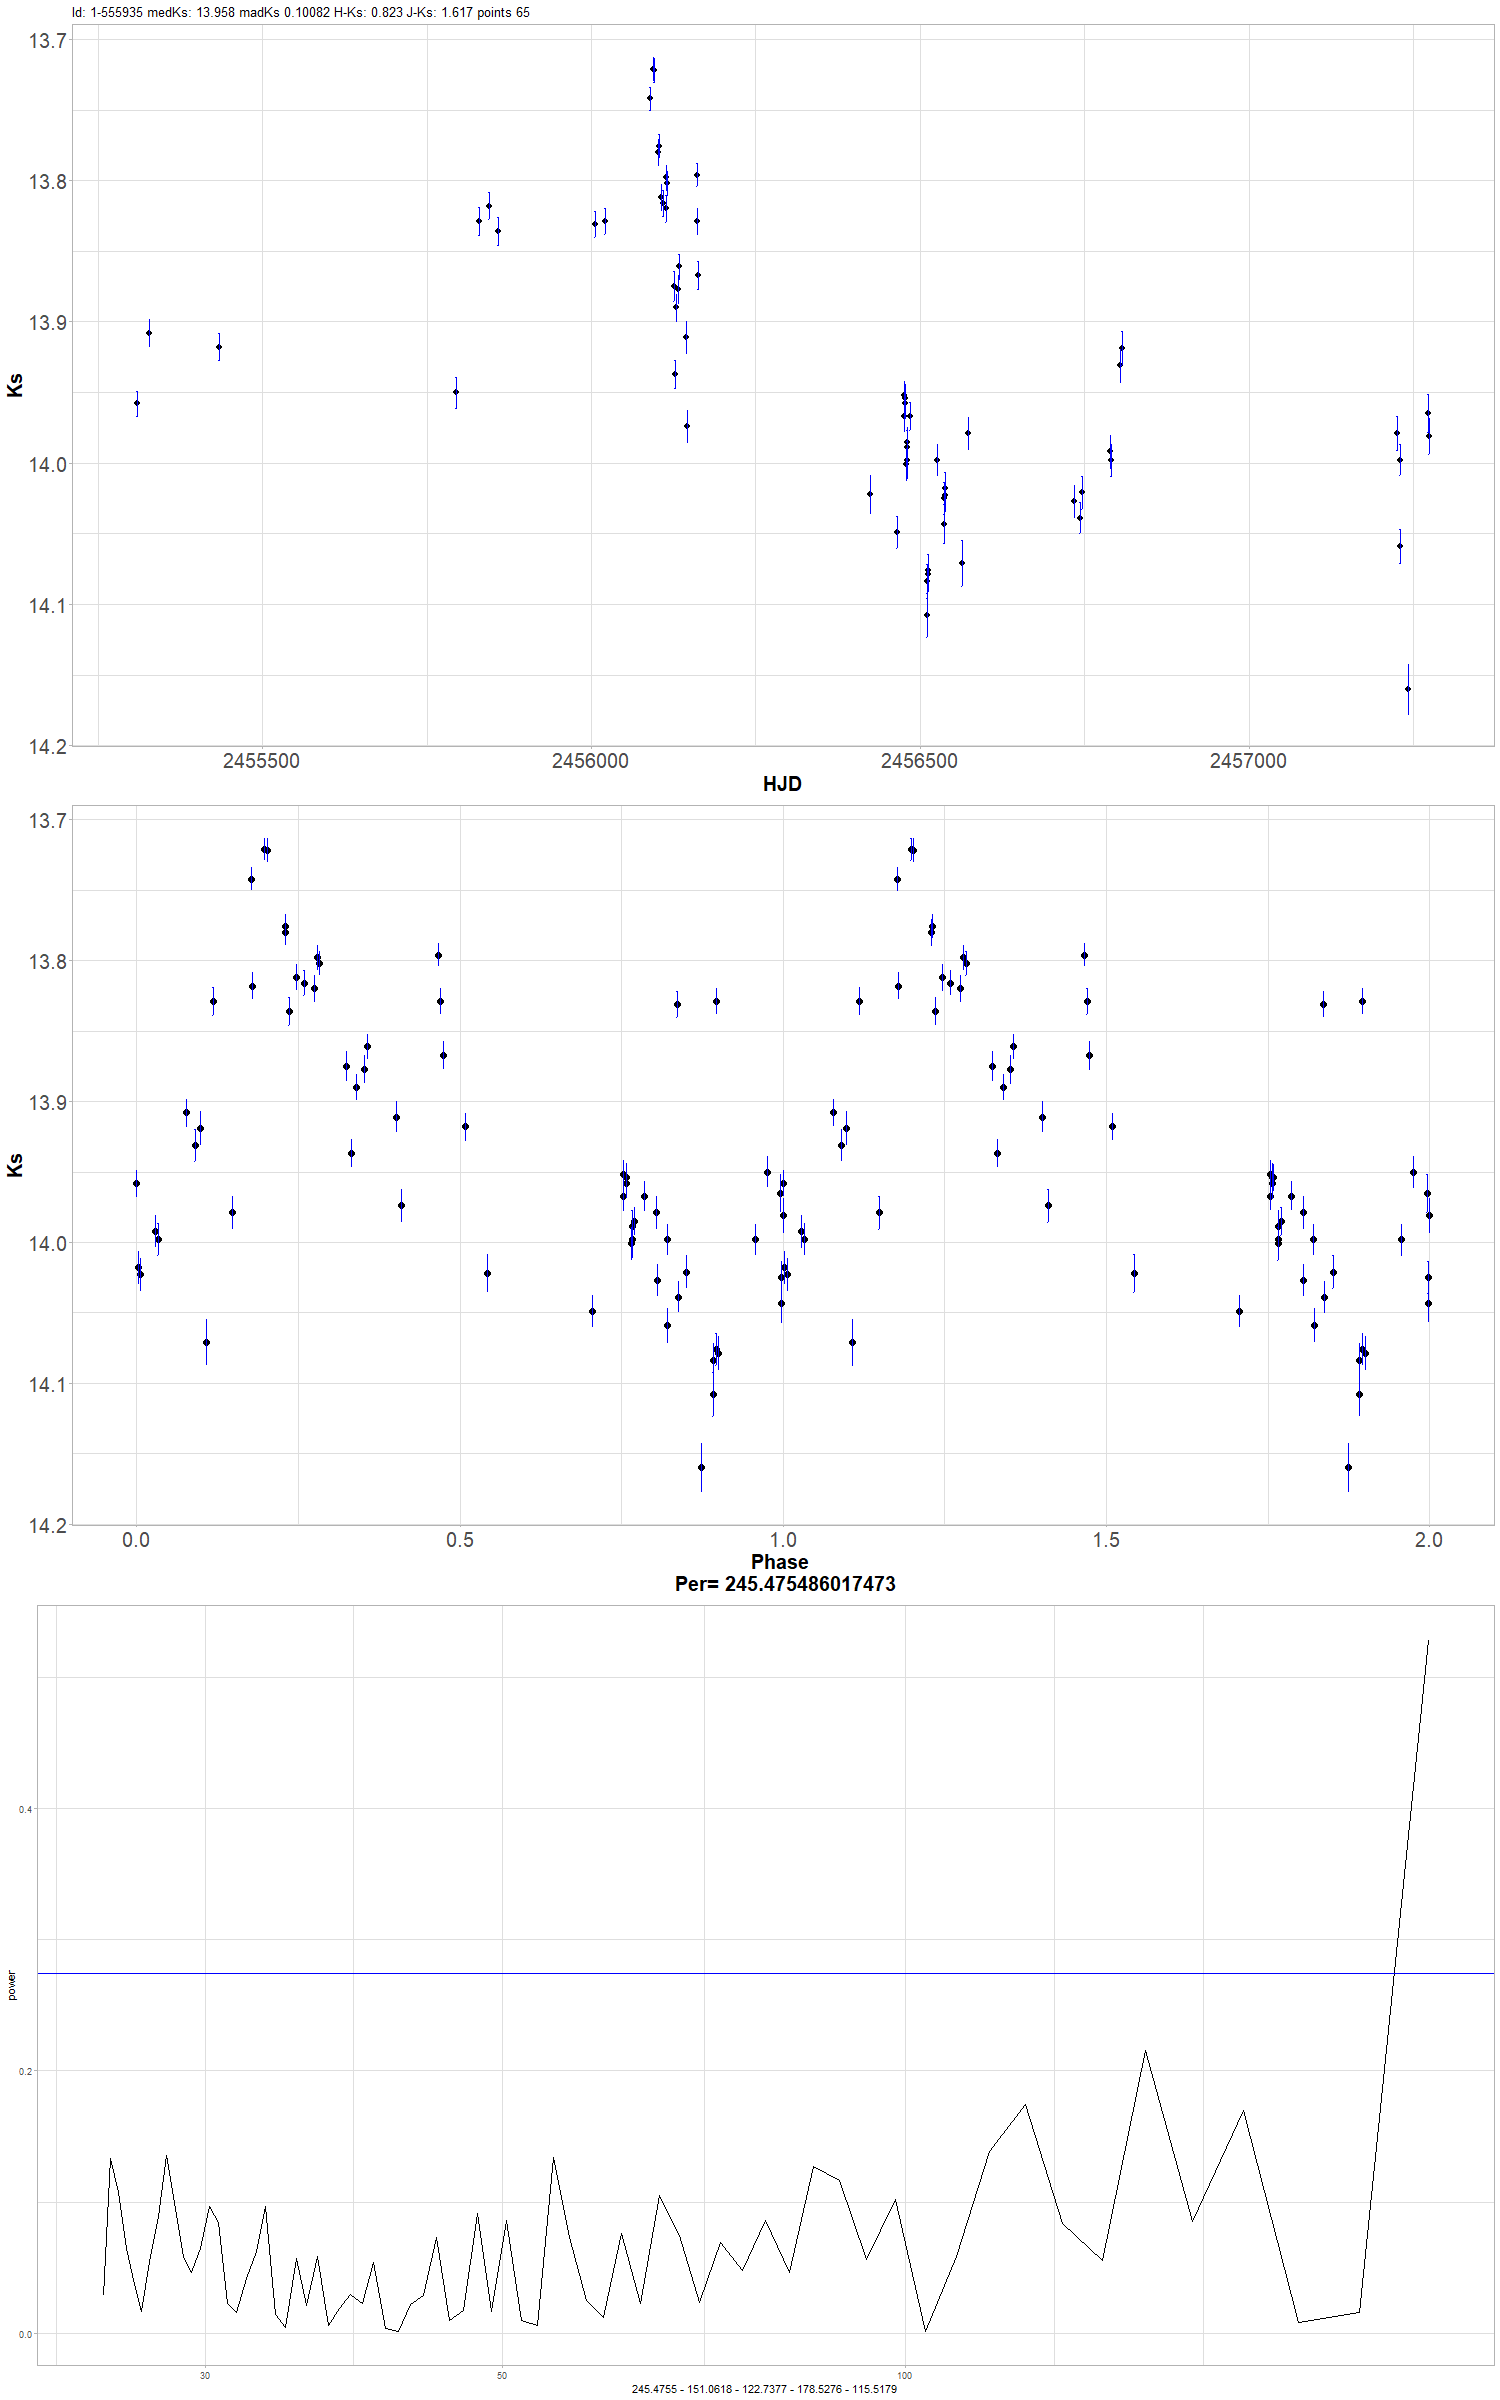 Id: 1-555935 medKs: 13.958 madKs 0.10082 H-Ks: 0.823 J-Ks: 1.617 points 65
13.7
13.8
13.9
14.0
14.1
14.2
Ks
2455500 2456000 2456500 2457000
HJD
13.7
13.8
13.9
14.0
14.1
14.2
Ks
0.0 0.5 1.0 1.5 2.0
Phase
Per= 245.475486017473
0.4
0.2
0.0
power
30 50 100
245.4755 - 151.0618 - 122.7377 - 178.5276 - 115.5179